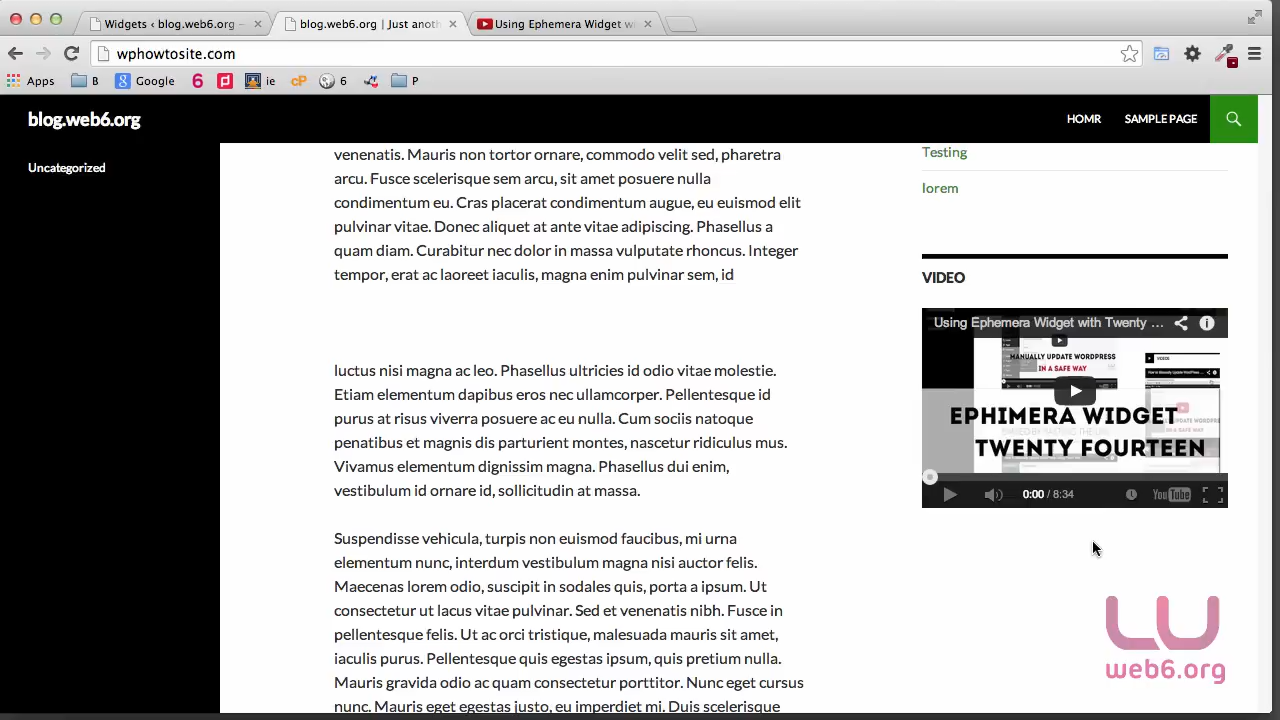 Widgets ‹ blog.web6.org –
blog.web6.org | Just anoth
Using Ephemera Widget wi
wphowtosite.com
Apps
B
Google
6
ie
cP
6
P
blog.web6.org
HOMR
SAMPLE PAGE
Uncategorized
venenatis. Mauris non tortor ornare, commodo velit sed, pharetra
arcu. Fusce scelerisque sem arcu, sit amet posuere nulla
condimentum eu. Cras placerat condimentum augue, eu euismod elit
pulvinar vitae. Donec aliquet at ante vitae adipiscing. Phasellus a
quam diam. Curabitur nec dolor in massa vulputate rhoncus. Integer
tempor, erat ac laoreet iaculis, magna enim pulvinar sem, id
luctus nisi magna ac leo. Phasellus ultricies id odio vitae molestie.
Etiam elementum dapibus eros nec ullamcorper. Pellentesque id
purus at risus viverra posuere ac eu nulla. Cum sociis natoque
penatibus et magnis dis parturient montes, nascetur ridiculus mus.
Vivamus elementum dignissim magna. Phasellus dui enim,
vestibulum id ornare id, sollicitudin at massa.
Suspendisse vehicula, turpis non euismod faucibus, mi urna
elementum nunc, interdum vestibulum magna nisi auctor felis.
Maecenas lorem odio, suscipit in sodales quis, porta a ipsum. Ut
consectetur ut lacus vitae pulvinar. Sed et venenatis nibh. Fusce in
pellentesque felis. Ut ac orci tristique, malesuada mauris sit amet,
iaculis purus. Pellentesque quis egestas ipsum, quis pretium nulla.
Mauris gravida odio ac quam consectetur porttitor. Nunc eget cursus
nunc. Mauris eget egestas justo, eu imperdiet mi. Duis scelerisque
Testing
lorem
VIDEO
Using Ephemera Widget with Twenty ...
MANUALLY UPDATE WORDPRESS
IN A SAFE WAY
EPHIMERA WIDGET
TWENTY FOURTEEN
0:00 / 8:34
YouTube
web6.org